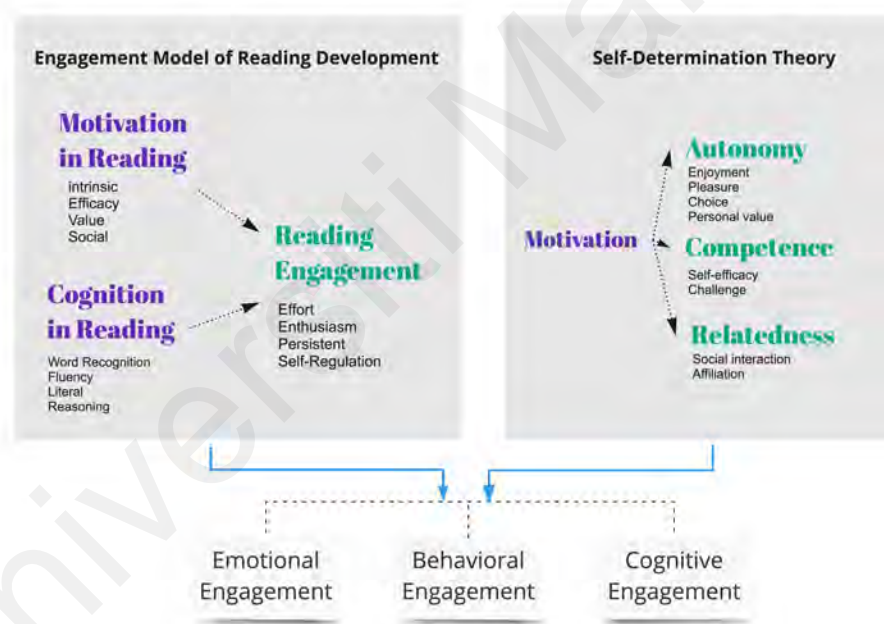 Engagement Model of Reading Development
Motivation
in Reading
Intrinsic
Efficacy
Value
Social
Cognition
in Reading
Word Recognition
Fluency
Literal
Reasoning
Reading
Engagement
Effort
Enthusiasm
Persistent
Self-Regulation
Self-Determination Theory
Motivation
Autonomy
Enjoyment
Pleasure
Choice
Personal value
Competence
Self-efficacy
Challenge
Relatedness
Social interaction
Affiliation
Emotional
Engagement
Behavioral
Engagement
Cognitive
Engagement